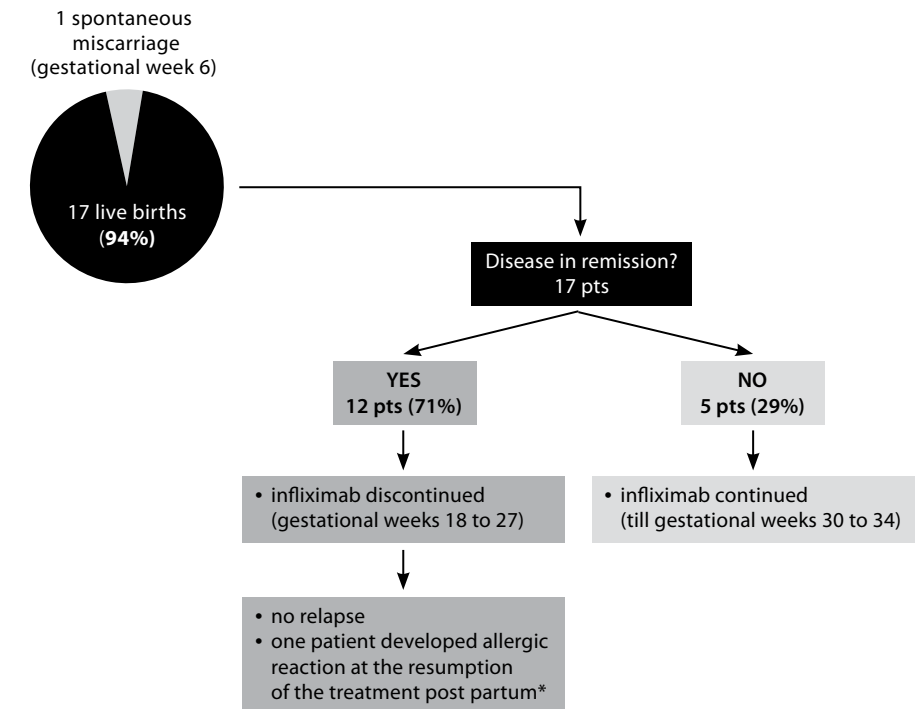 1 spontaneous
miscarriage
(gestational week 6)
17 live births
(94%)
Disease in remission?
17 pts
YES
12 pts (71%)
NO
5 pts (29%)
• infliximab discontinued
(gestational weeks 18 to 27)
• infliximab continued
(till gestational weeks 30 to 34)
• no relapse
• one patient developed allergic
reaction at the resumption
of the treatment post partum*